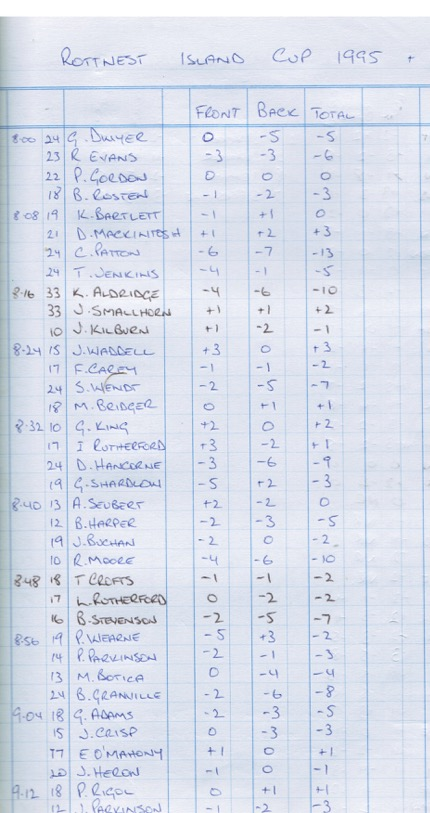 ROTTNEST ISLAND CUP 1995 +
FRONT BACK TOTAL
8.00 24 G. DWYER 0 -5 -5
23 R EVANS -3 -3 -6
22 P. GORDON 0 0 0
18 B. ROSTEN -1 -2 -3
8-08 19 K. BARTLETT -1 +1 0
21 D. MACKINTOSH +1 +2 +3
24 C. PATTON -6 -7 -13
24 T. JENKINS -4 -1 -5
8-16 33 K. ALDRIDGE -4 -6 -10
33 J. SMALLHORN +1 +1 +2
10 J. KILBURN +1 -2 -1
8-24 15 J. WADDELL +3 0 +3
17 F. CAREY -1 -1 -2
24 S. WENDT -2 -5 -7
18 M. BRIDGER 0 +1 +1
8-32 10 G. KING +2 0 +2
17 I RUTHERFORD +3 -2 +1
24 D. HANCORNE -3 -6 -9
19 G. SHARDLOW -5 +2 -3
8-40 13 A. SEUBERT +2 -2 0
12 B. HARPER -2 -3 -5
19 J. BUCHAN -2 0 -2
10 R. MOORE -4 -6 -10
8-48 18 T CROFTS -1 -1 -2
17 L. RUTHERFORD 0 -2 -2
16 B. STEVENSON -2 -5 -7
8-56 19 P. WEARNE -5 +3 -2
14 P. PARKINSON -2 -1 -3
13 M. BOTICA 0 -4 -4
24 B. GRANVILLE -2 -6 -8
9-04 18 G. ADAMS -2 -3 -5
15 J. CRISP 0 -3 -3
17 E O'MAHONY +1 0 +1
20 J. HERON -1 0 -1
9-12 18 P. RIGOL 0 +1 +1
12 J. PARKINSON -1 -2 -3